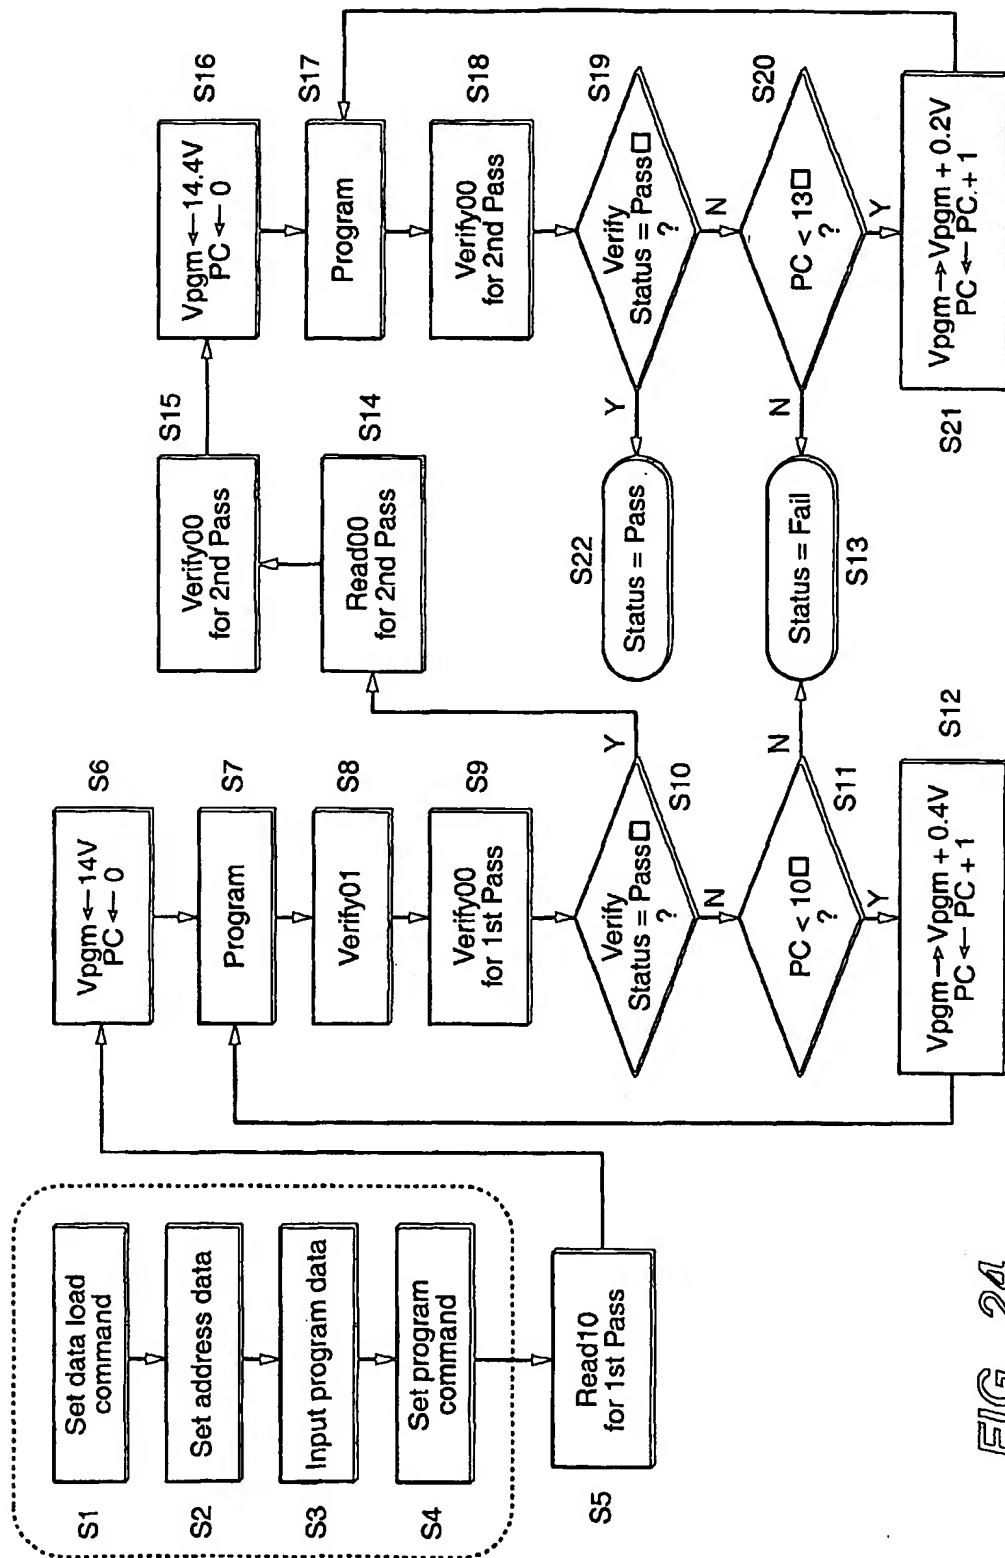 S1
Set data load
command
S2
Set address data
S3
Input program data
S4
Set program
command
S5
Read10
for 1st Pass
S6
Vpgm ← 14V
PC ← 0
S7
Program
S8
Verify01
S9
Verify00
for 1st Pass
S10
Verify
Status = Pass□
?
Y
N
S11
PC < 10□
?
N
Y
S12
Vpgm → Vpgm + 0.4V
PC ← PC + 1
S13
Status = Fail
S14
Read00
for 2nd Pass
S15
Verify00
for 2nd Pass
S16
Vpgm ← 14.4V
PC ← 0
S17
Program
S18
Verify00
for 2nd Pass
S19
Verify
Status = Pass□
?
Y
N
S20
PC < 13□
?
N
Y
S21
Vpgm → Vpgm + 0.2V
PC ← PC. + 1
S22
Status = Pass
FIG_24